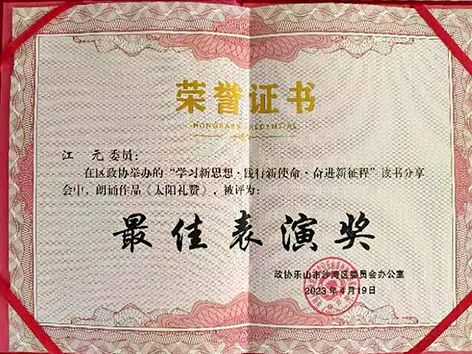 荣誉证书
HONORARY CREDENTIAL
江 元委员：
在区政协举办的“学习新思想·践行新使命·奋进新征程”读书分享
会中，朗诵作品《太阳礼赞》，被评为：
最佳表演奖
政协乐山市沙湾区委员会办公室
2023年4月19日